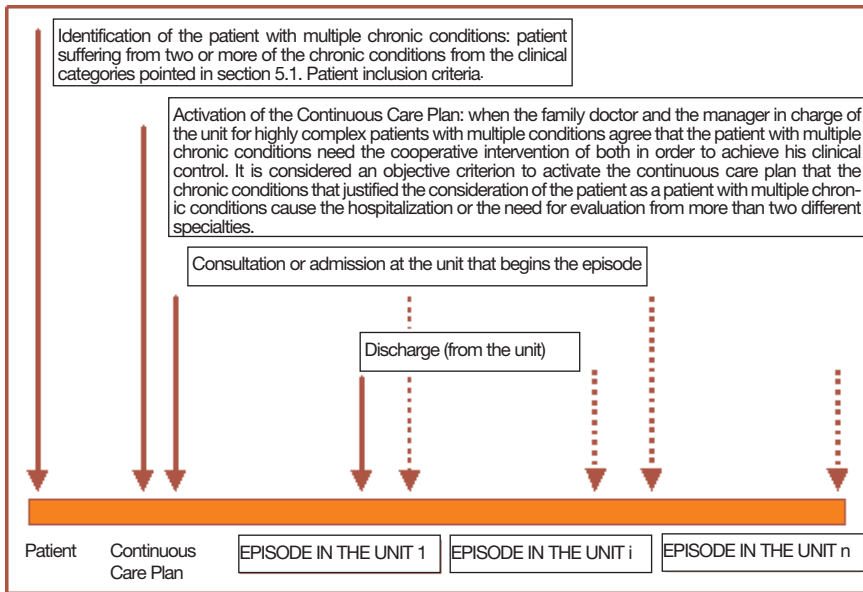 Identification of the patient with multiple chronic conditions: patient
suffering from two or more of the chronic conditions from the clinical
categories pointed in section 5.1. Patient inclusion criteria.
Activation of the Continuous Care Plan: when the family doctor and the manager in charge of
the unit for highly complex patients with multiple conditions agree that the patient with multiple
chronic conditions need the cooperative intervention of both in order to achieve his clinical
control. It is considered an objective criterion to activate the continuous care plan that the
chronic conditions that justified the consideration of the patient as a patient with multiple chron-
ic conditions cause the hospitalization or the need for evaluation from more than two different
specialties.
Consultation or admission at the unit that begins the episode
Discharge (from the unit)
Patient
Continuous
Care Plan
EPISODE IN THE UNIT 1
EPISODE IN THE UNIT i
EPISODE IN THE UNIT n